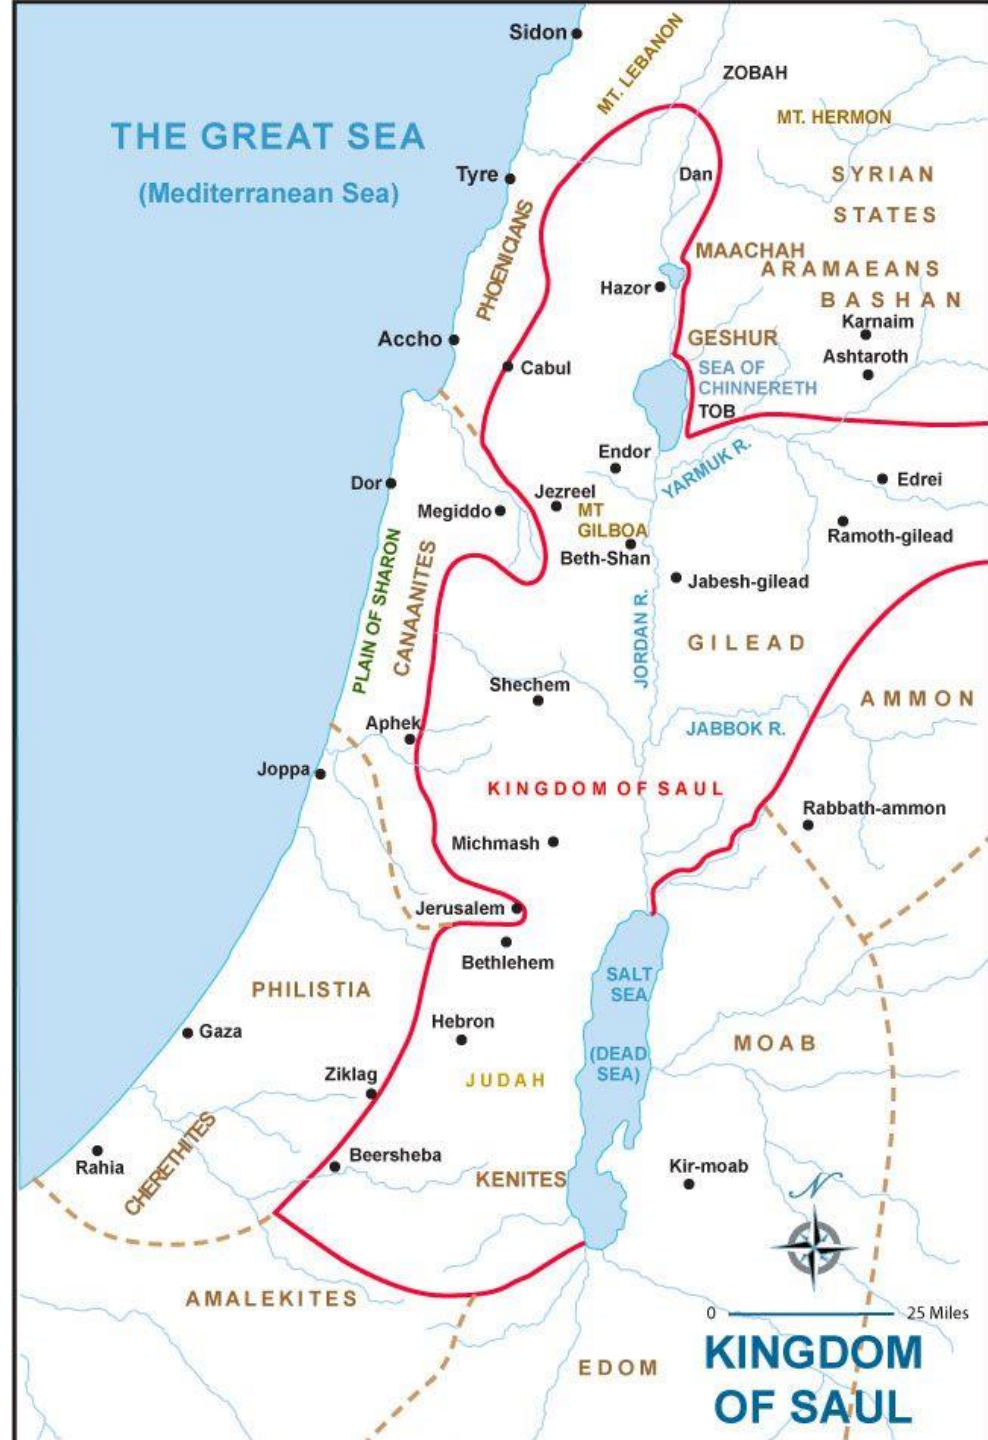 Sidon
MT. LEBANON
ZOBAH
THE GREAT SEA
(Mediterranean Sea)
MT. HERMON
Tyre
Dan
SYRIAN
STATES
PHOENICIANS
MAACHAH
ARAMAEANS
Hazor
BASHAN
Karnaim
Accho
GESHUR
Ashtaroth
Cabul
SEA OF
CHINNERETH
TOB
Endor
YARMUK R.
Dor
Jezreel
Edrei
Megiddo
MT
GILBOA
Ramoth-gilead
Beth-Shan
Jabesh-gilead
PLAIN OF SHARON
CANAANITES
JORDAN R.
GILEAD
Shechem
AMMON
Aphek
JABBOK R.
Joppa
KINGDOM OF SAUL
Rabbath-ammon
Michmash
Jerusalem
Bethlehem
SALT
SEA
PHILISTIA
Gaza
Hebron
(DEAD
SEA)
MOAB
Ziklag
JUDAH
CHERETHITES
Rahia
Beersheba
KENITES
Kir-moab
N
AMALEKITES
0 25 Miles
EDOM
KINGDOM
OF SAUL